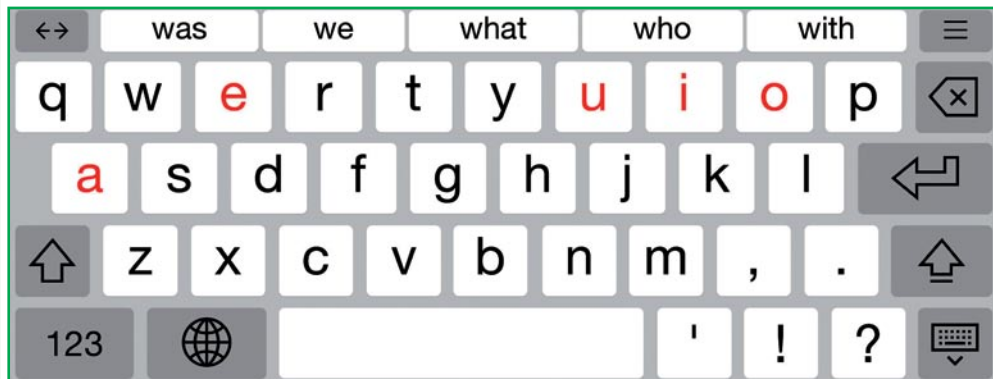 was we what who with
q w e r t y u i o p
a s d f g h j k l
z x c v b n m , .
123 ' ! ?